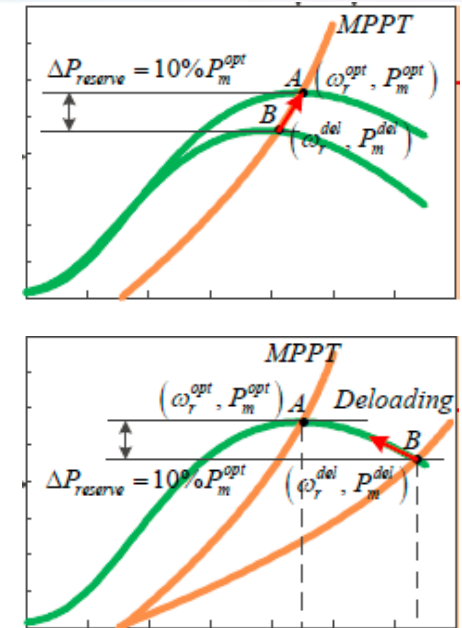 MPPT
ΔP_reserve = 10%P_m^opt
A (ω_r^opt, P_m^opt)
B
(ω_r^del, P_m^del)
MPPT
(ω_r^opt, P_m^opt) A Deloading
B
ΔP_reserve = 10%P_m^opt (ω_r^del, P_m^del)